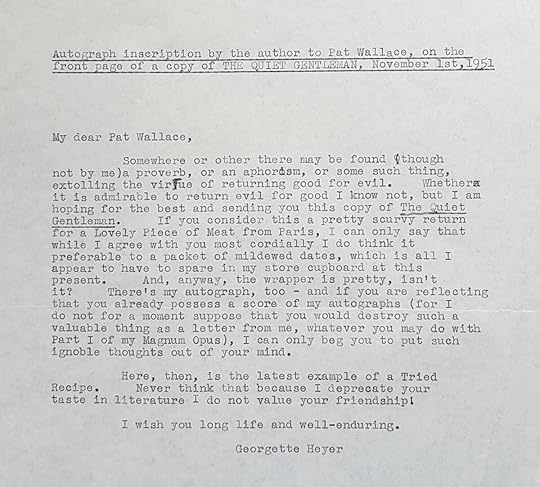 Autograph inscription by the author to Pat Wallace, on the
front page of a copy of THE QUIET GENTLEMAN, November 1st,1951
My dear Pat Wallace,
Somewhere or other there may be found (though
not by me)a proverb, or an aphorism, or some such thing,
extolling the virtue of returning good for evil. Whether
it is admirable to return evil for good I know not, but I am
hoping for the best and sending you this copy of The Quiet
Gentleman. If you consider this a pretty scurvy return
for a Lovely Piece of Meat from Paris, I can only say that
while I agree with you most cordially I do think it
preferable to a packet of mildewed dates, which is all I
appear to have to spare in my store cupboard at this
present. And, anyway, the wrapper is pretty, isn't
it? There's my autograph, too - and if you are reflecting
that you already possess a score of my autographs (for I
do not for a moment suppose that you would destroy such a
valuable thing as a letter from me, whatever you may do with
Part I of my Magnum Opus), I can only beg you to put such
ignoble thoughts out of your mind.
Here, then, is the latest example of a Tried
Recipe. Never think that because I deprecate your
taste in literature I do not value your friendship!
I wish you long life and well-enduring.
Georgette Heyer